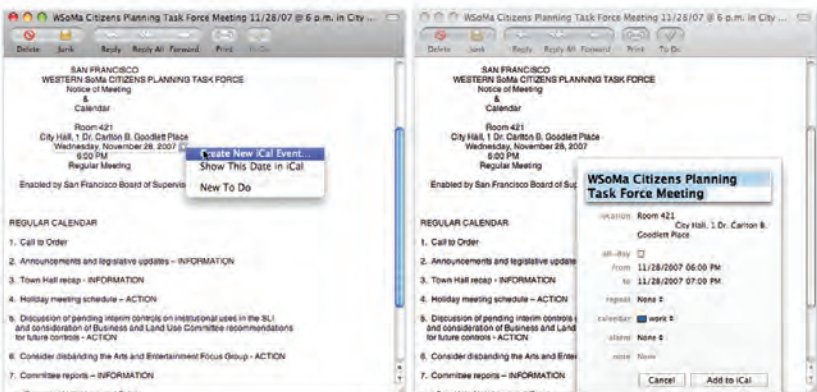 WSoMa Citizens Planning Task Force Meeting 11/28/07 @ 6 p.m. in City ...
Delete Junk Reply Reply All Forward Print To Do
SAN FRANCISCO
WESTERN SoMa CITIZENS PLANNING TASK FORCE
Notice of Meeting
&
Calendar
Room 421
City Hall, 1 Dr. Carlton B. Goodlett Place
Wednesday, November 28, 2007
6:00 PM
Regular Meeting
Enabled by San Francisco Board of Supervis
Create New iCal Event...
Show This Date in iCal
New To Do
REGULAR CALENDAR
1. Call to Order
2. Announcements and legislative updates – INFORMATION
3. Town Hall recap - INFORMATION
4. Holiday meeting schedule – ACTION
5. Discussion of pending interim controls on institutional uses in the SLI
and consideration of Business and Land Use Committee recommendations
for future controls - ACTION
6. Consider disbanding the Arts and Entertainment Focus Group - ACTION
7. Committee reports – INFORMATION
WSoMa Citizens Planning Task Force Meeting 11/28/07 @ 6 p.m. in City ...
Delete Junk Reply Reply All Forward Print To Do
SAN FRANCISCO
WESTERN SoMa CITIZENS PLANNING TASK FORCE
Notice of Meeting
&
Calendar
Room 421
City Hall, 1 Dr. Carlton B. Goodlett Place
Wednesday, November 28, 2007
6:00 PM
Regular Meeting
Enabled by San Francisco Board of Sup
REGULAR CALENDAR
1. Call to Order
2. Announcements and legislative update
3. Town Hall recap - INFORMATION
4. Holiday meeting schedule – ACTION
5. Discussion of pending interim controls
and consideration of Business and Land
for future controls - ACTION
6. Consider disbanding the Arts and Enter
7. Committee reports – INFORMATION
WSoMa Citizens Planning
Task Force Meeting
location Room 421
City Hall, 1 Dr. Carlton B.
Goodlett Place
all-day
from 11/28/2007 06:00 PM
to 11/28/2007 07:00 PM
repeat None
calendar work
alarm None
note None
Cancel Add to iCal